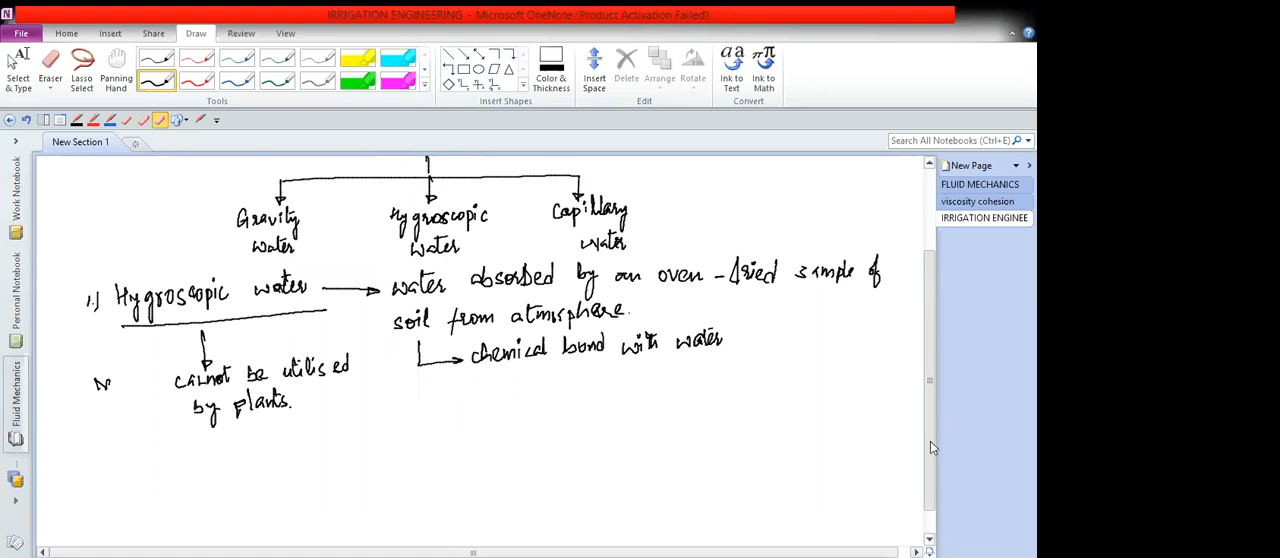 IRRIGATION ENGINEERING - Microsoft OneNote (Product Activation Failed)
File Home Insert Share Draw Review View
Select & Type
Eraser
Lasso Select
Panning Hand
Color & Thickness
Insert Space
Delete
Arrange
Rotate
Ink to Text
Ink to Math
Tools
Insert Shapes
Edit
Convert
New Section 1
Search All Notebooks (Ctrl+E)
Work Notebook
Personal Notebook
Fluid Mechanics
New Page
FLUID MECHANICS
viscosity cohesion
IRRIGATION ENGINEE
Gravity water
Hygroscopic water
Capillary water
1.) Hygroscopic water → water absorbed by an oven-dried sample of
soil from atmosphere.
→ chemical bond with water
cannot be utilised
by plants.